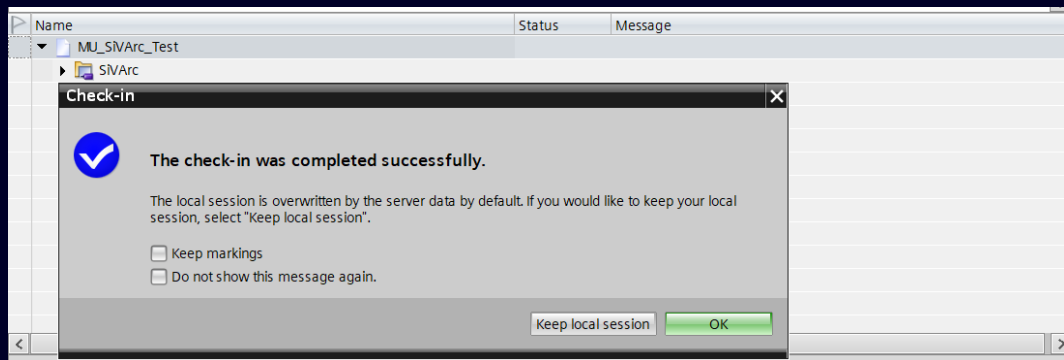 Name Status Message
MU_SiVArc_Test
SiVArc
Check-in
The check-in was completed successfully.
The local session is overwritten by the server data by default. If you would like to keep your local
session, select "Keep local session".
Keep markings
Do not show this message again.
Keep local session OK